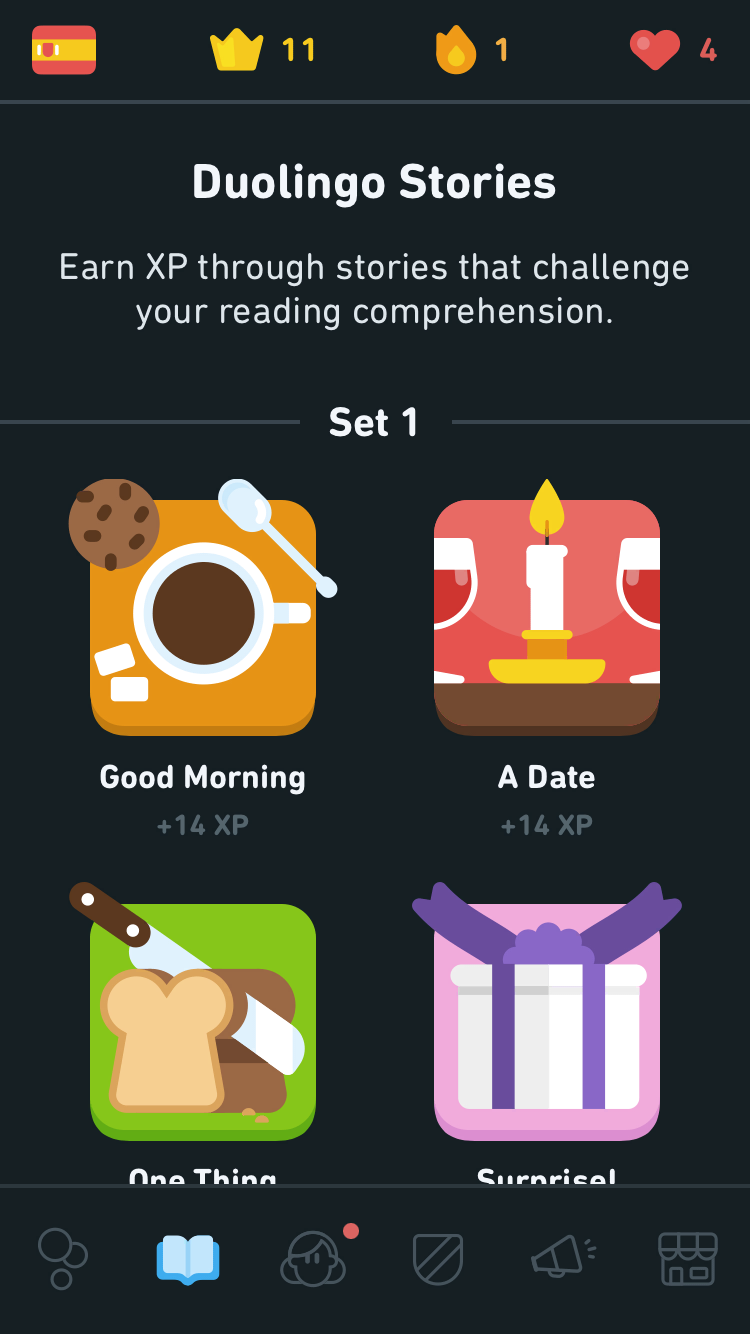 11 1 4
Duolingo Stories
Earn XP through stories that challenge
your reading comprehension.
Set 1
Good Morning A Date
+14 XP +14 XP
One Thing Surprise!